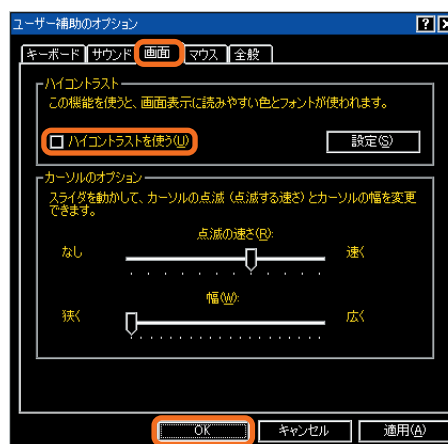 ユーザー補助のオプション
キーボード サウンド 画面 マウス 全般
ハイコントラスト
この機能を使うと、画面表示に読みやすい色とフォントが使われます。
ハイコントラストを使う(U) 設定(S)
カーソルのオプション
スライダを動かして、カーソルの点滅（点滅する速さ）とカーソルの幅を変更
できます。
点滅の速さ(R):
なし 速く
幅(W):
狭く 広く
OK キャンセル 適用(A)